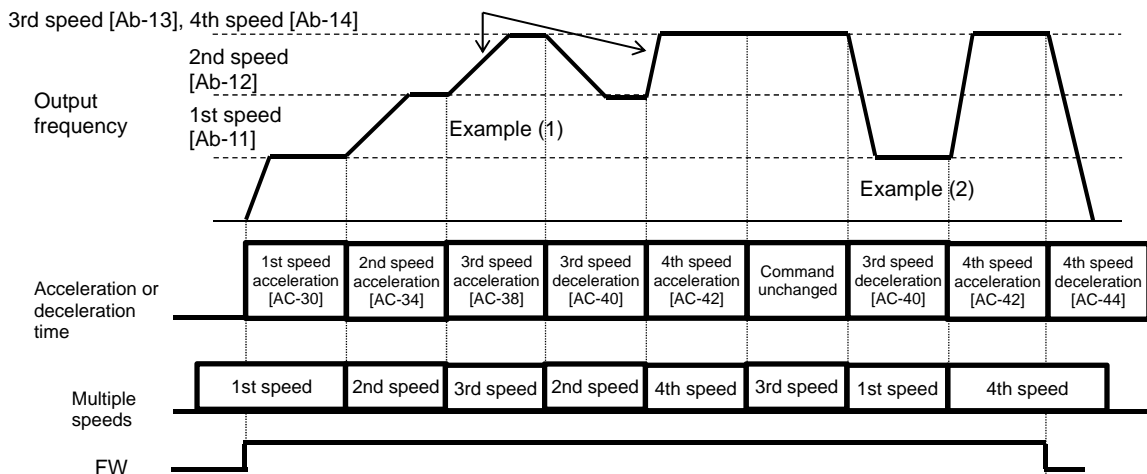 3rd speed [Ab-13], 4th speed [Ab-14]
2nd speed
[Ab-12]
Output
frequency
1st speed
[Ab-11]
Example (1)
Example (2)
Acceleration or
deceleration
time
1st speed
acceleration
[AC-30]
2nd speed
acceleration
[AC-34]
3rd speed
acceleration
[AC-38]
3rd speed
deceleration
[AC-40]
4th speed
acceleration
[AC-42]
Command
unchanged
3rd speed
deceleration
[AC-40]
4th speed
acceleration
[AC-42]
4th speed
deceleration
[AC-44]
Multiple
speeds
1st speed
2nd speed
3rd speed
2nd speed
4th speed
3rd speed
1st speed
4th speed
FW